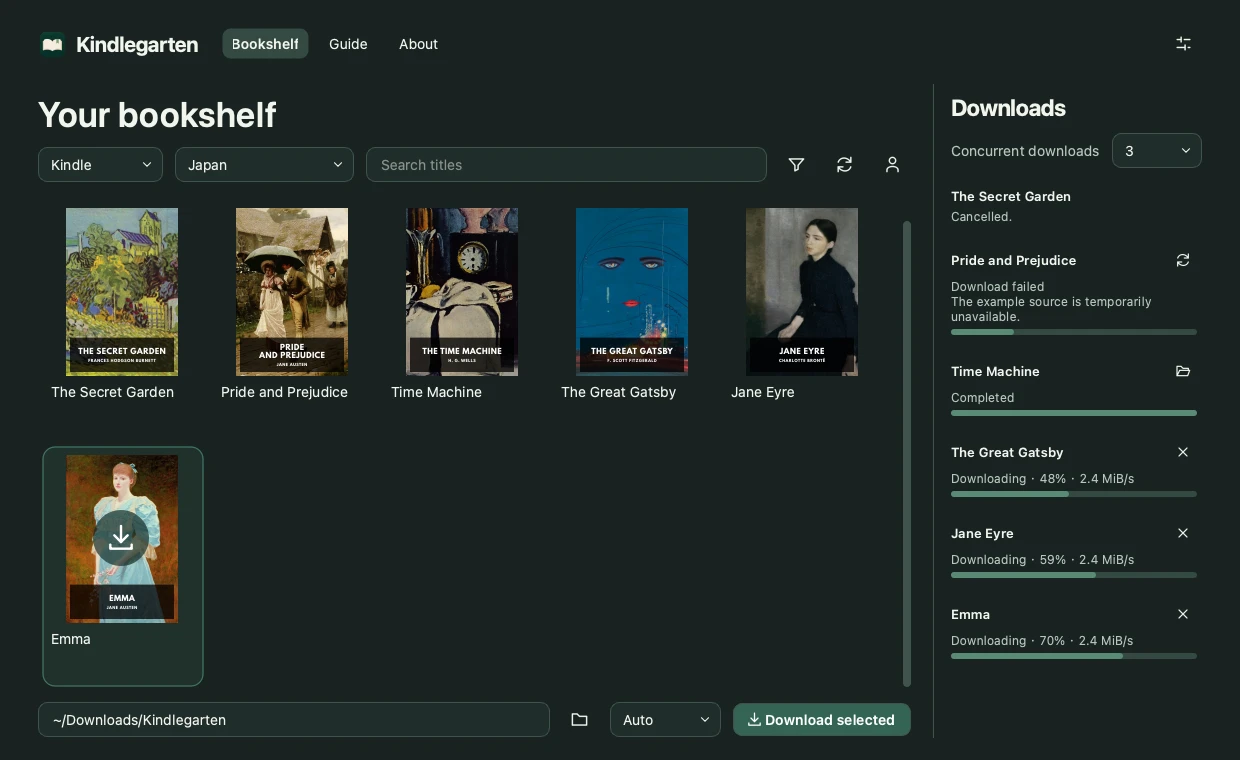 Kindlegarten
Bookshelf
Guide
About
Your bookshelf
Kindle
Japan
Search titles
THE SECRET GARDEN
FRANCES HODGSON BURNETT
The Secret Garden
PRIDE
AND PREJUDICE
JANE AUSTEN
Pride and Prejudice
THE TIME MACHINE
H. G. WELLS
Time Machine
THE GREAT GATSBY
F. SCOTT FITZGERALD
The Great Gatsby
JANE EYRE
CHARLOTTE BRONTË
Jane Eyre
EMMA
JANE AUSTEN
Emma
~/Downloads/Kindlegarten
Auto
Download selected
Downloads
Concurrent downloads
3
The Secret Garden
Cancelled.
Pride and Prejudice
Download failed
The example source is temporarily
unavailable.
Time Machine
Completed
The Great Gatsby
Downloading · 48% · 2.4 MiB/s
Jane Eyre
Downloading · 59% · 2.4 MiB/s
Emma
Downloading · 70% · 2.4 MiB/s